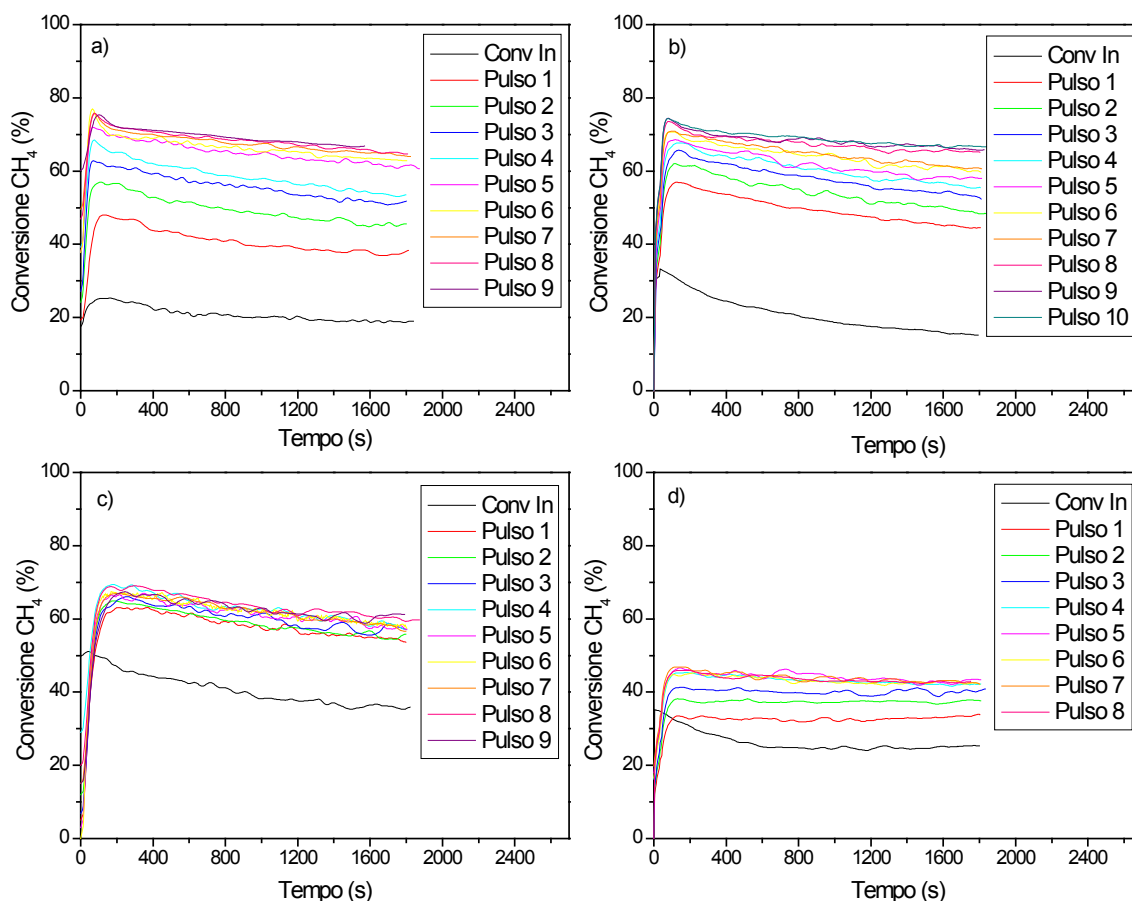 a)
Conversione CH4 (%)
100
80
60
40
20
0
0 400 800 1200 1600 2000 2400
Tempo (s)
Conv In
Pulso 1
Pulso 2
Pulso 3
Pulso 4
Pulso 5
Pulso 6
Pulso 7
Pulso 8
Pulso 9
b)
Conversione CH4 (%)
100
80
60
40
20
0
0 400 800 1200 1600 2000 2400
Tempo (s)
Conv In
Pulso 1
Pulso 2
Pulso 3
Pulso 4
Pulso 5
Pulso 6
Pulso 7
Pulso 8
Pulso 9
Pulso 10
c)
Conversione CH4 (%)
100
80
60
40
20
0
0 400 800 1200 1600 2000 2400
Tempo (s)
Conv In
Pulso 1
Pulso 2
Pulso 3
Pulso 4
Pulso 5
Pulso 6
Pulso 7
Pulso 8
Pulso 9
d)
Conversione CH4 (%)
100
80
60
40
20
0
0 400 800 1200 1600 2000 2400
Tempo (s)
Conv In
Pulso 1
Pulso 2
Pulso 3
Pulso 4
Pulso 5
Pulso 6
Pulso 7
Pulso 8